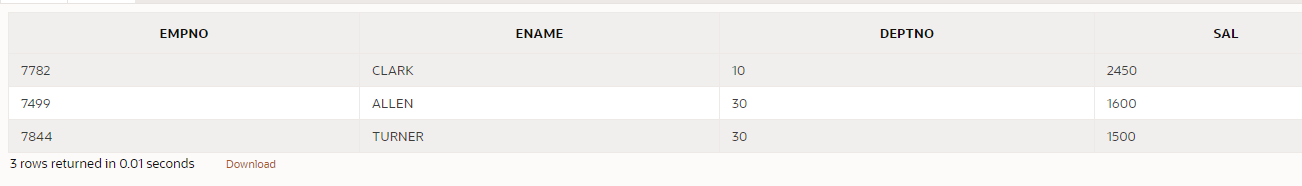 EMPNO ENAME DEPTNO SAL
7782 CLARK 10 2450
7499 ALLEN 30 1600
7844 TURNER 30 1500
3 rows returned in 0.01 seconds Download